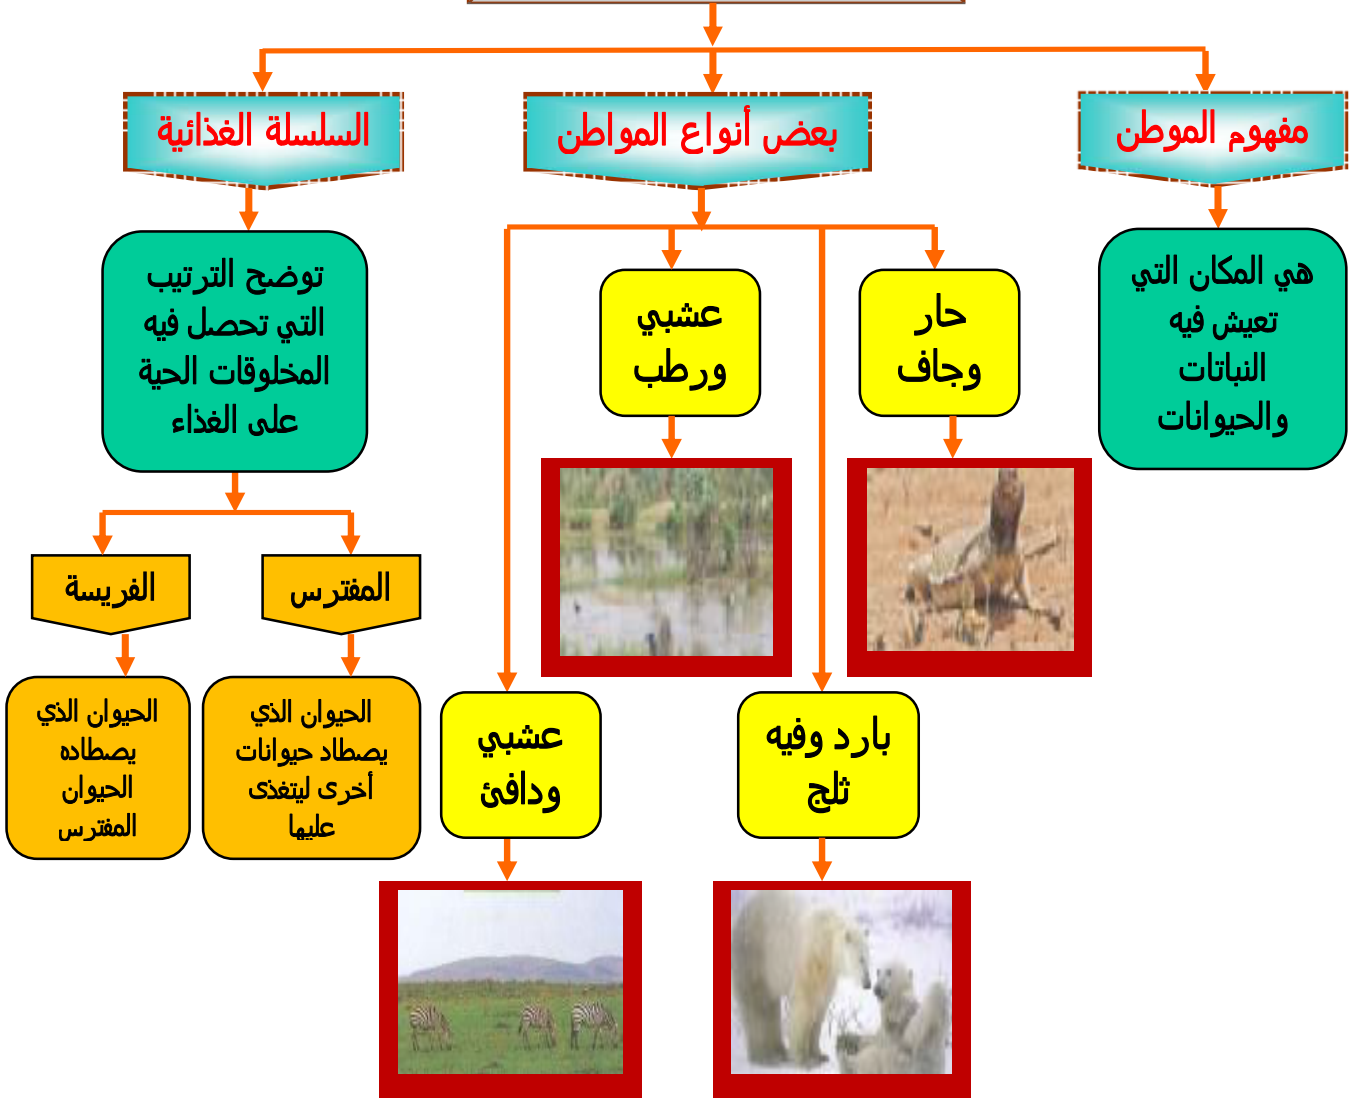 مفهوم الموطن
بعض أنواع المواطن
السلسلة الغذائية
هي المكان التي
تعيش فيه
النباتات
والحيوانات
حار
وجاف
عشبي
ورطب
بارد وفيه
ثلج
عشبي
ودافئ
توضح الترتيب
التي تحصل فيه
المخلوقات الحية
على الغذاء
المفترس
الفريسة
الحيوان الذي
يصطاد حيوانات
أخرى ليتغذى
عليها
الحيوان الذي
يصطاده
الحيوان
المفترس